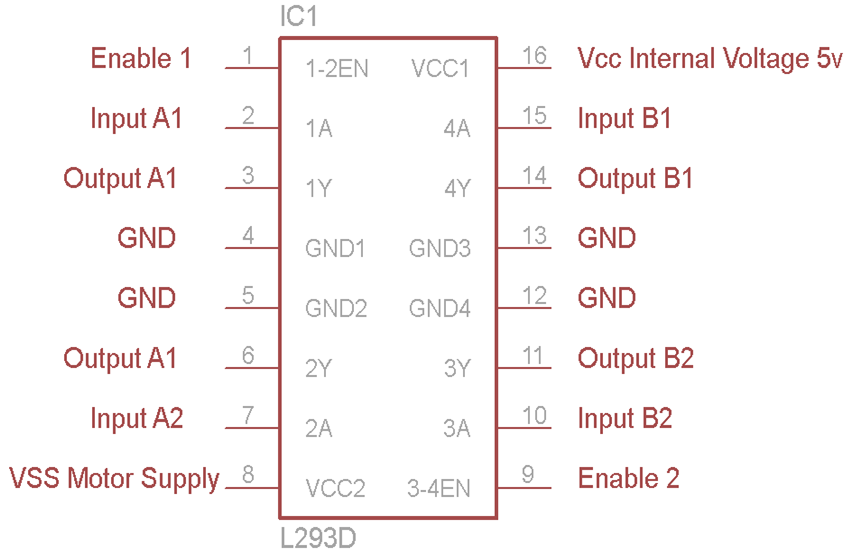 IC1
Enable 1 1 1-2EN VCC1 16 Vcc Internal Voltage 5v
Input A1 2 1A 4A 15 Input B1
Output A1 3 1Y 4Y 14 Output B1
GND 4 GND1 GND3 13 GND
GND 5 GND2 GND4 12 GND
Output A1 6 2Y 3Y 11 Output B2
Input A2 7 2A 3A 10 Input B2
VSS Motor Supply 8 VCC2 3-4EN 9 Enable 2
L293D